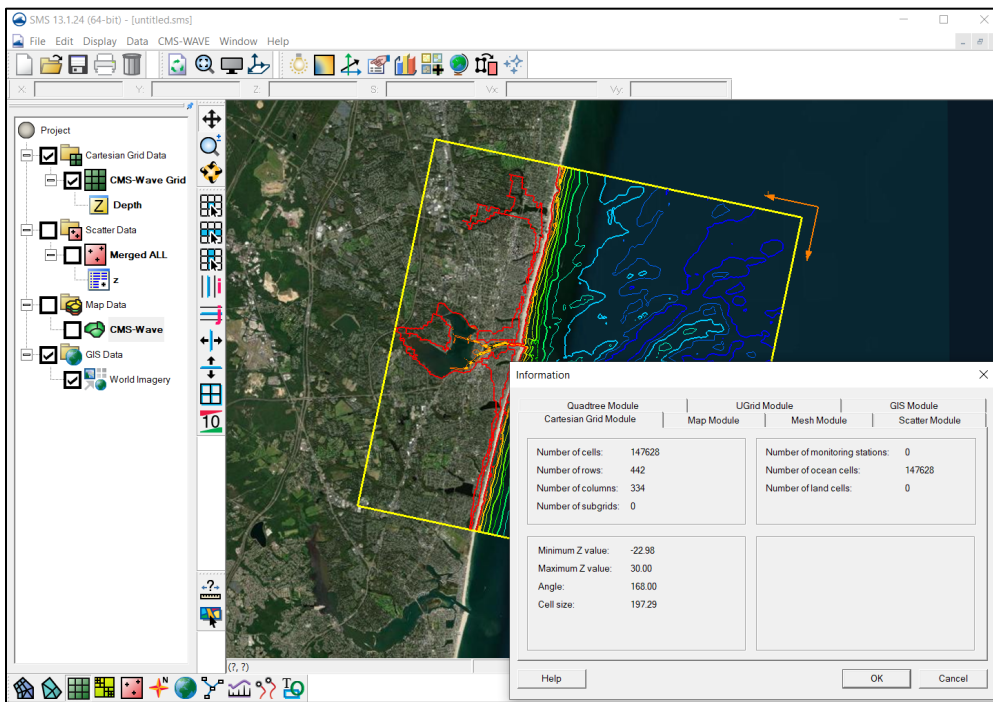 SMS 13.1.24 (64-bit) - [untitled.sms]
File Edit Display Data CMS-WAVE Window Help
X: Y: Z: S: Vx: Vy:
Project
Cartesian Grid Data
CMS-Wave Grid
Z Depth
Scatter Data
Merged ALL
z
Map Data
CMS-Wave
GIS Data
World Imagery
i
10
?
N
T
(?, ?)
Information
Quadtree Module UGrid Module GIS Module
Cartesian Grid Module Map Module Mesh Module Scatter Module
Number of cells: 147628
Number of rows: 442
Number of columns: 334
Number of subgrids: 0
Number of monitoring stations: 0
Number of ocean cells: 147628
Number of land cells: 0
Minimum Z value: -22.98
Maximum Z value: 30.00
Angle: 168.00
Cell size: 197.29
Help OK Cancel